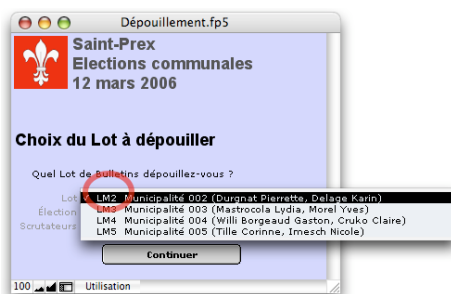 Dépouillement.fp5
Saint-Prex
Elections communales
12 mars 2006
Choix du Lot à dépouiller
Quel Lot de Bulletins dépouillez-vous ?
Lot
LM2 Municipalité 002 (Durgnat Pierrette, Delage Karin)
Élection
LM3 Municipalité 003 (Mastrocola Lydia, Morel Yves)
LM4 Municipalité 004 (Willi Borgeaud Gaston, Cruko Claire)
Scrutateurs
LM5 Municipalité 005 (Tille Corinne, Imesch Nicole)
Continuer
100 Utilisation